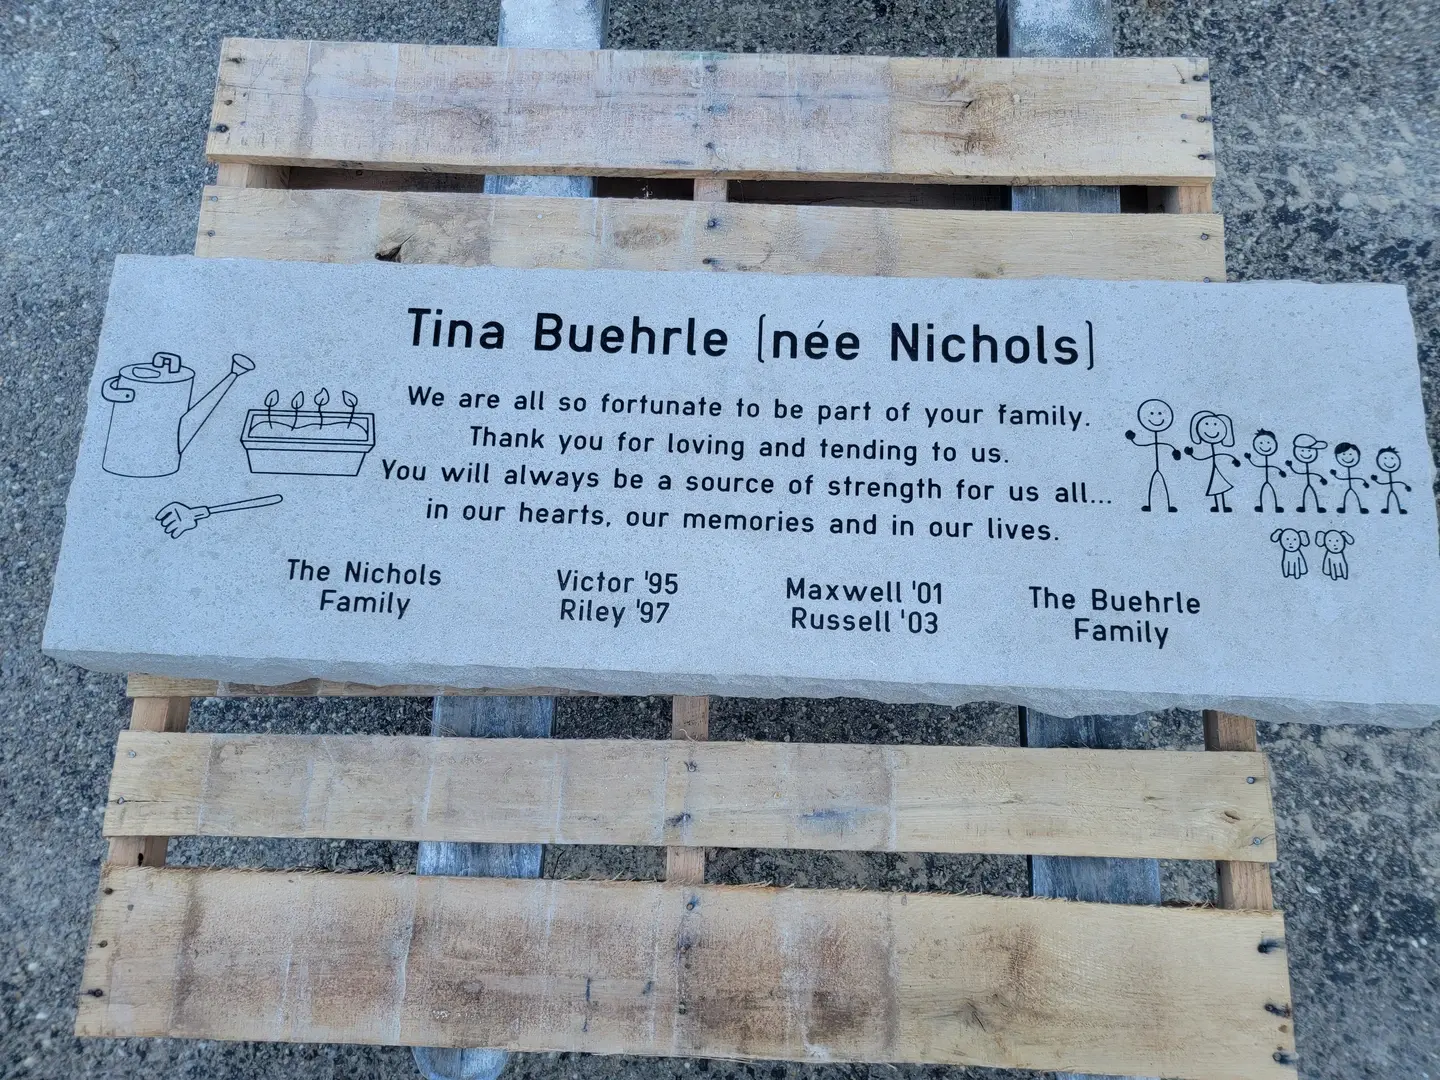 Tina Buehrle (née Nichols)
We are all so fortunate to be part of your family.
Thank you for loving and tending to us.
You will always be a source of strength for us all...
in our hearts, our memories and in our lives.
The Nichols
Family
Victor '95
Riley '97
Maxwell '01
Russell '03
The Buehrle
Family